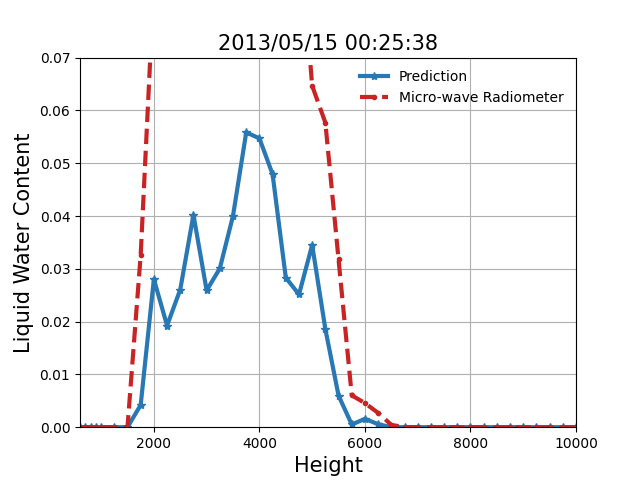 2013/05/15 00:25:38
Prediction
Micro-wave Radiometer
Liquid Water Content
0.07
0.06
0.05
0.04
0.03
0.02
0.01
0.00
2000 4000 6000 8000 10000
Height